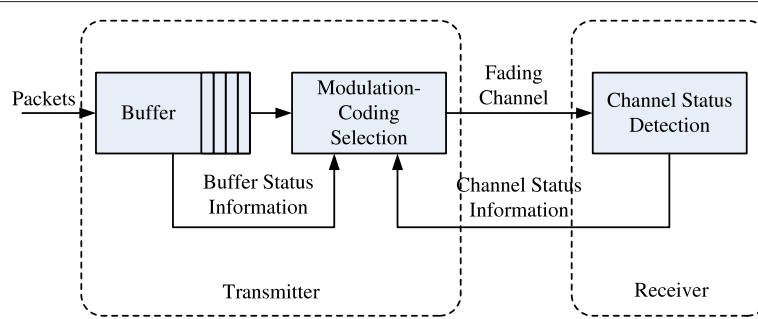 Packets
Buffer
Modulation-
Coding
Selection
Fading
Channel
Channel Status
Detection
Buffer Status
Information
Channel Status
Information
Transmitter
Receiver